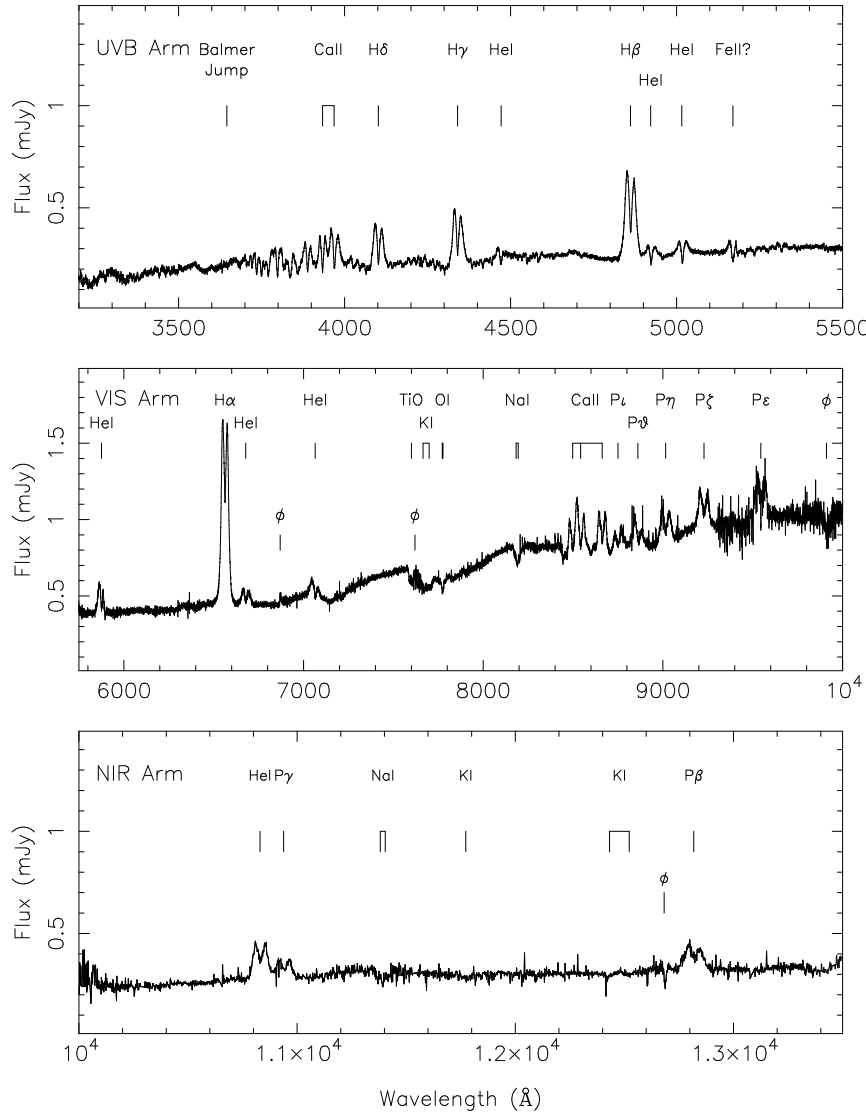 UVB Arm
Balmer Jump
CaII
Hδ
Hγ
HeI
Hβ
HeI
HeI
FeII?
Flux (mJy)
1
0.5
3500 4000 4500 5000 5500
VIS Arm
HeI
Hα
HeI
HeI
TiO
KI
OI
NaI
CaII
Pι
Pϑ
Pη
Pζ
Pε
ϕ
ϕ
ϕ
Flux (mJy)
1.5
1
0.5
6000 7000 8000 9000 10⁴
NIR Arm
HeI
Pγ
NaI
KI
KI
Pβ
ϕ
Flux (mJy)
1
0.5
10⁴ 1.1×10⁴ 1.2×10⁴ 1.3×10⁴
Wavelength (Å)